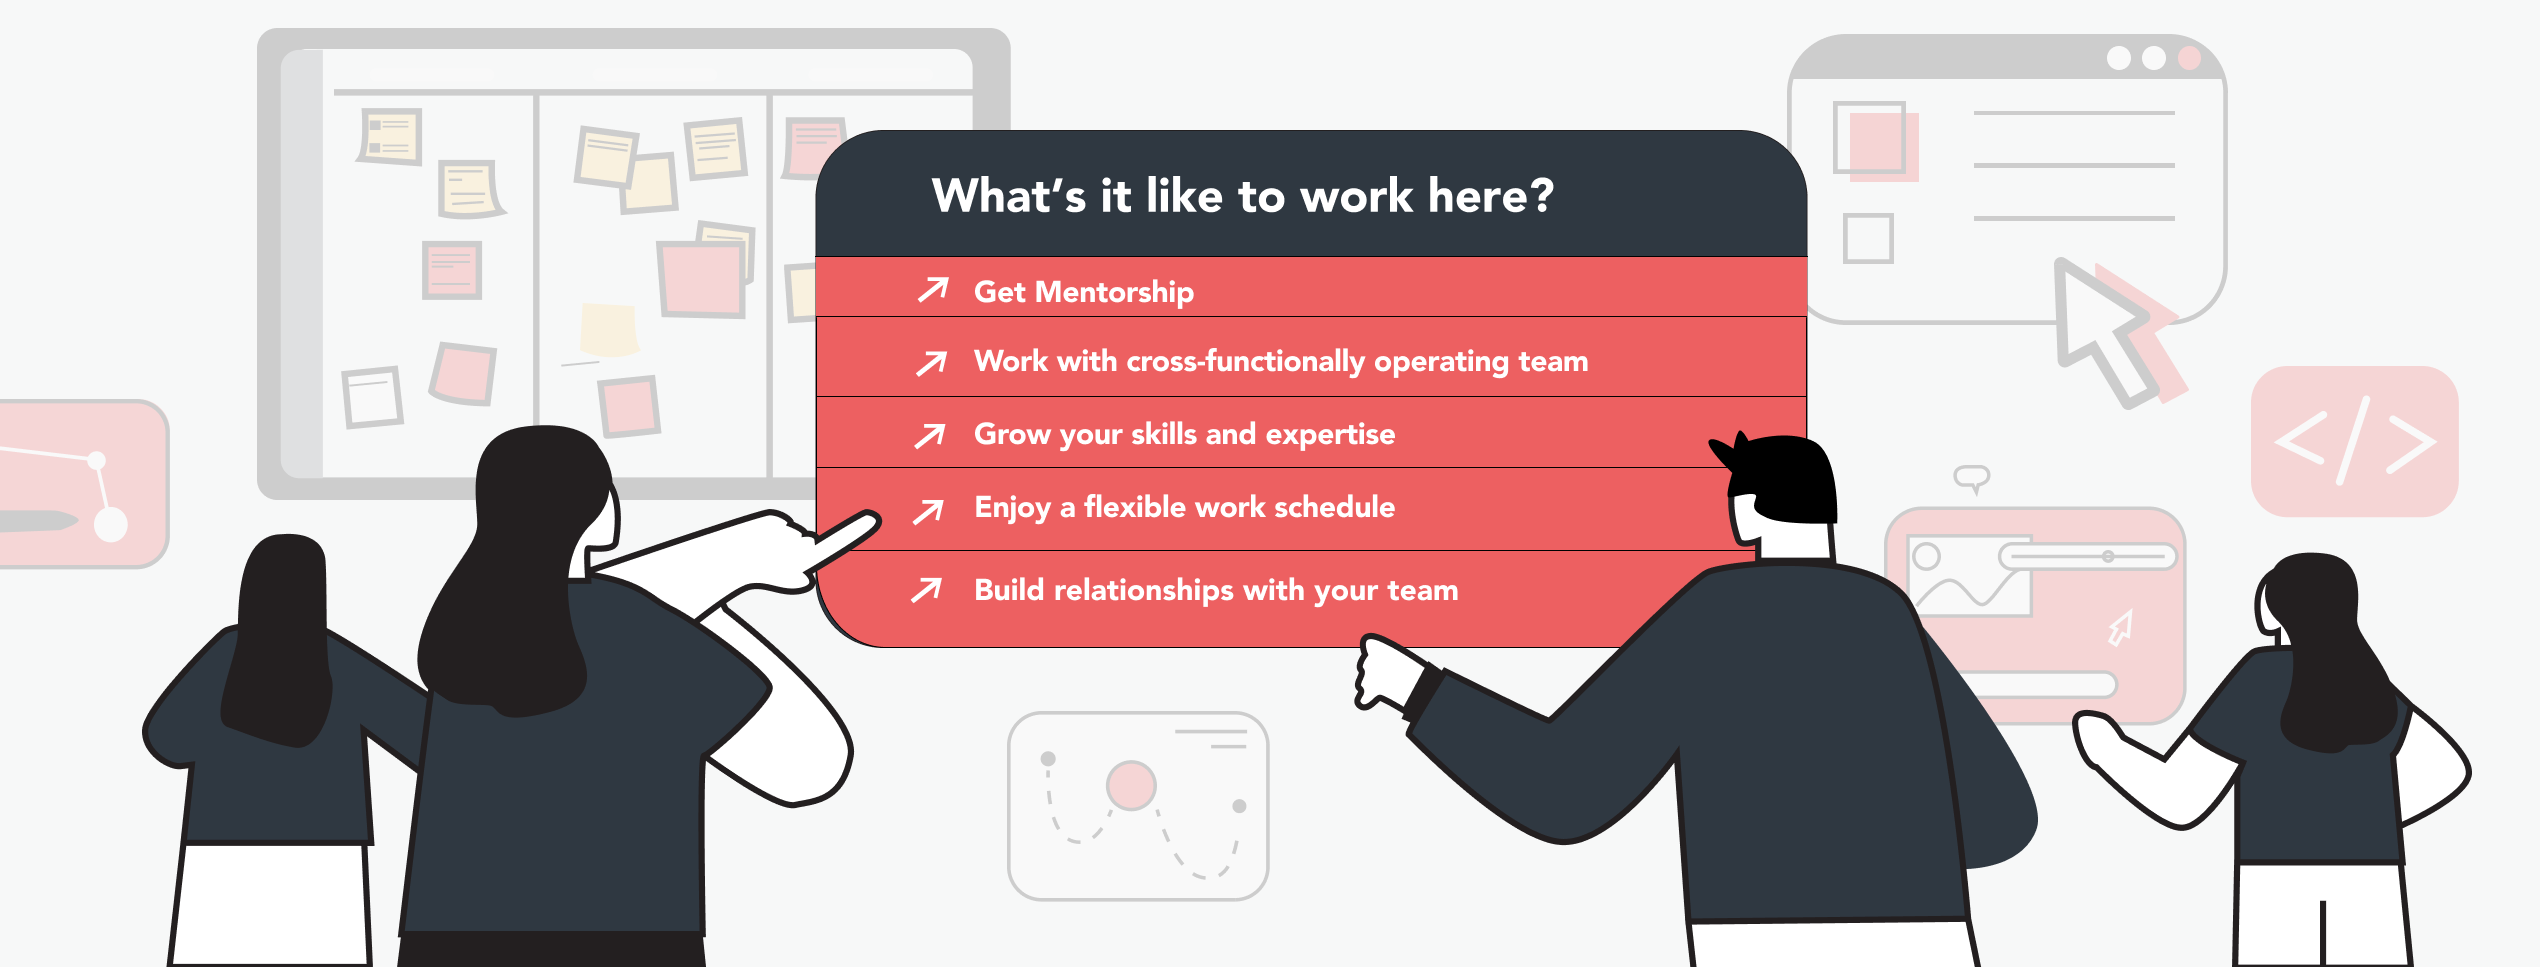 What's it like to work here?
Get Mentorship
Work with cross-functionally operating team
Grow your skills and expertise
Enjoy a flexible work schedule
Build relationships with your team
</>